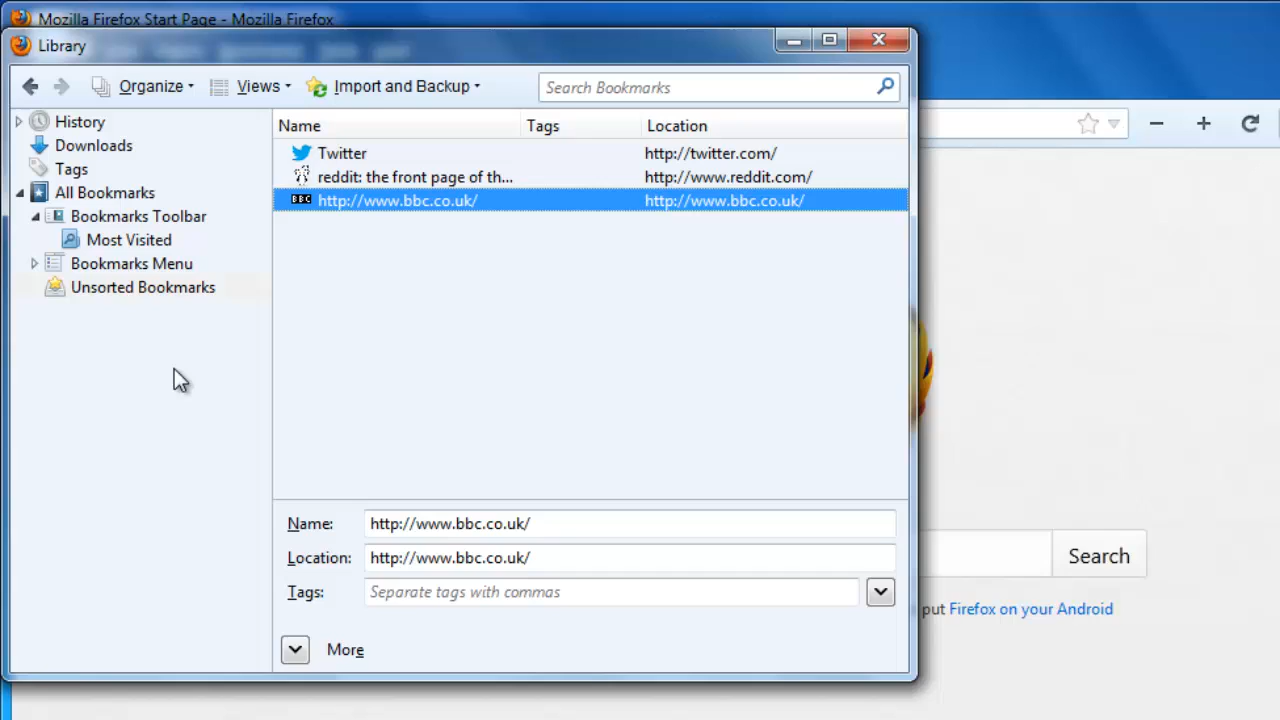 Mozilla Firefox Start Page - Mozilla Firefox
Library
Organize Views Import and Backup Search Bookmarks
History
Downloads
Tags
All Bookmarks
Bookmarks Toolbar
Most Visited
Bookmarks Menu
Unsorted Bookmarks
Name Tags Location
Twitter http://twitter.com/
reddit: the front page of th... http://www.reddit.com/
BBC http://www.bbc.co.uk/ http://www.bbc.co.uk/
Name: http://www.bbc.co.uk/
Location: http://www.bbc.co.uk/
Tags: Separate tags with commas
More
Search
put Firefox on your Android